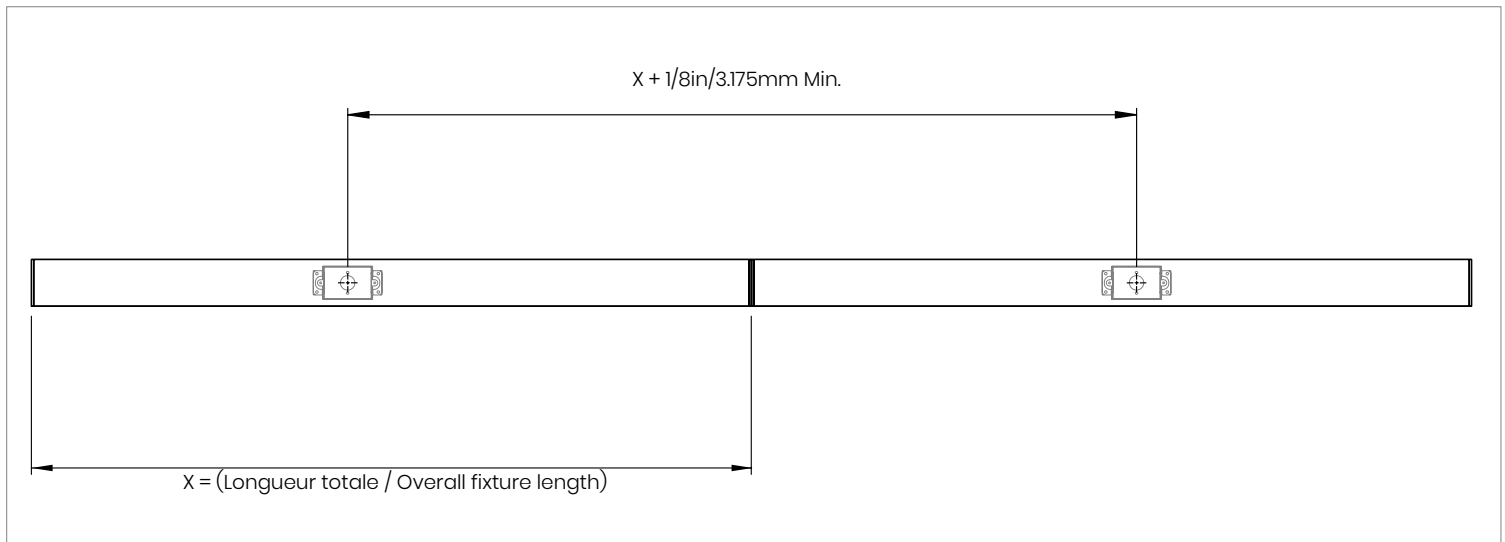 X + 1/8in/3.175mm Min.
X = (Longueur totale / Overall fixture length)